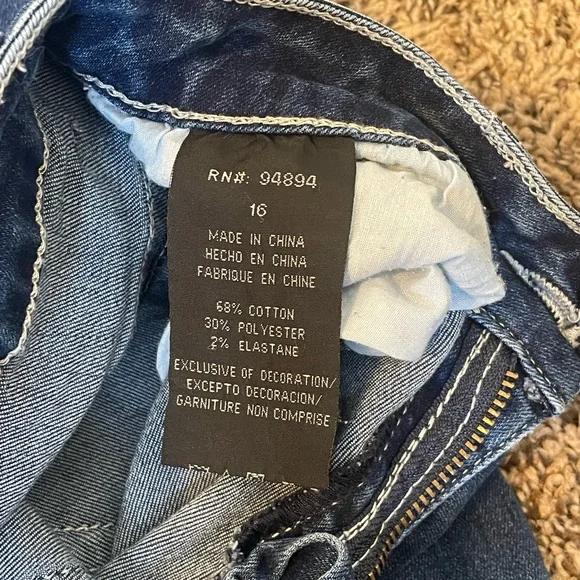 RN#: 94894
16
MADE IN CHINA
HECHO EN CHINA
FABRIQUE EN CHINE
68% COTTON
30% POLYESTER
2% ELASTANE
EXCLUSIVE OF DECORATION/
EXCEPTO DECORACION/
GARNITURE NON COMPRISE